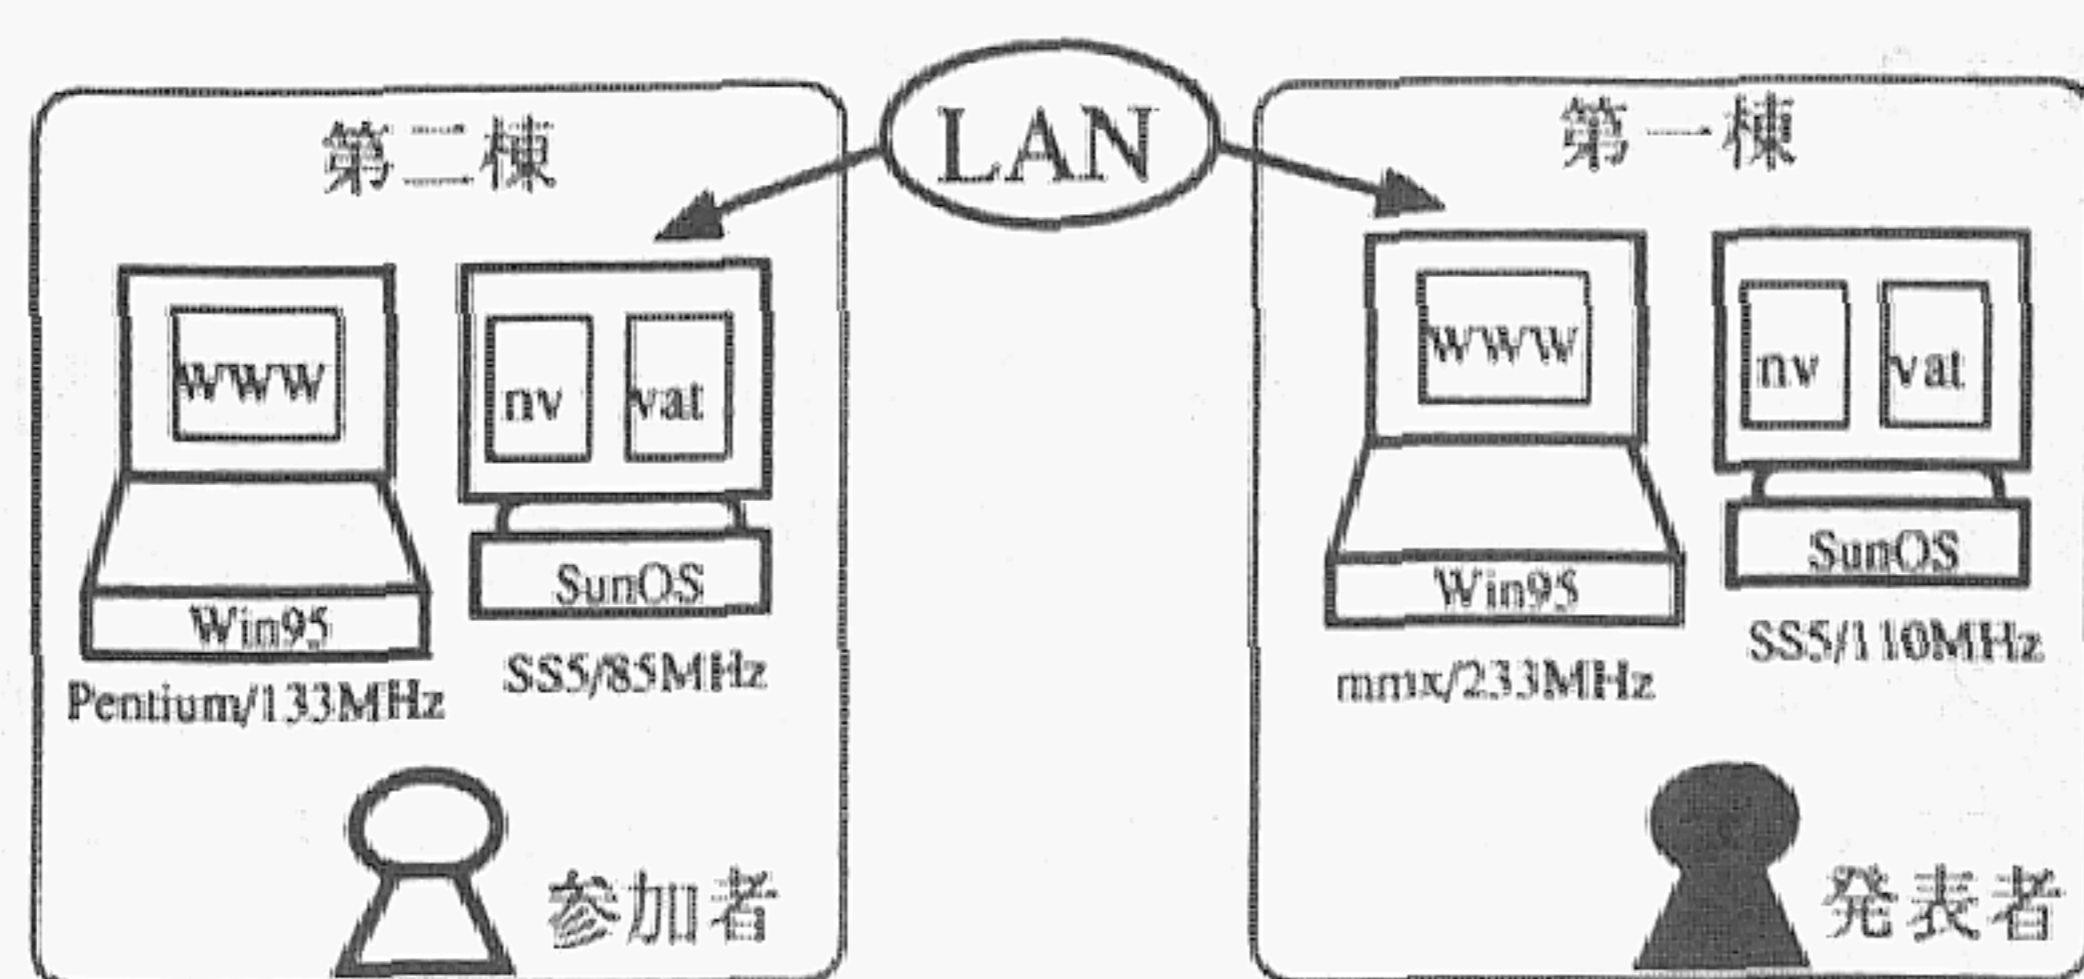 LAN
第二棟
www
nv
vat
SunOS
Win95
SS5/85MHz
Pentium/133MHz
参加者
第一棟
www
nv
vat
SunOS
Win95
SS5/110MHz
mmx/233MHz
発表者